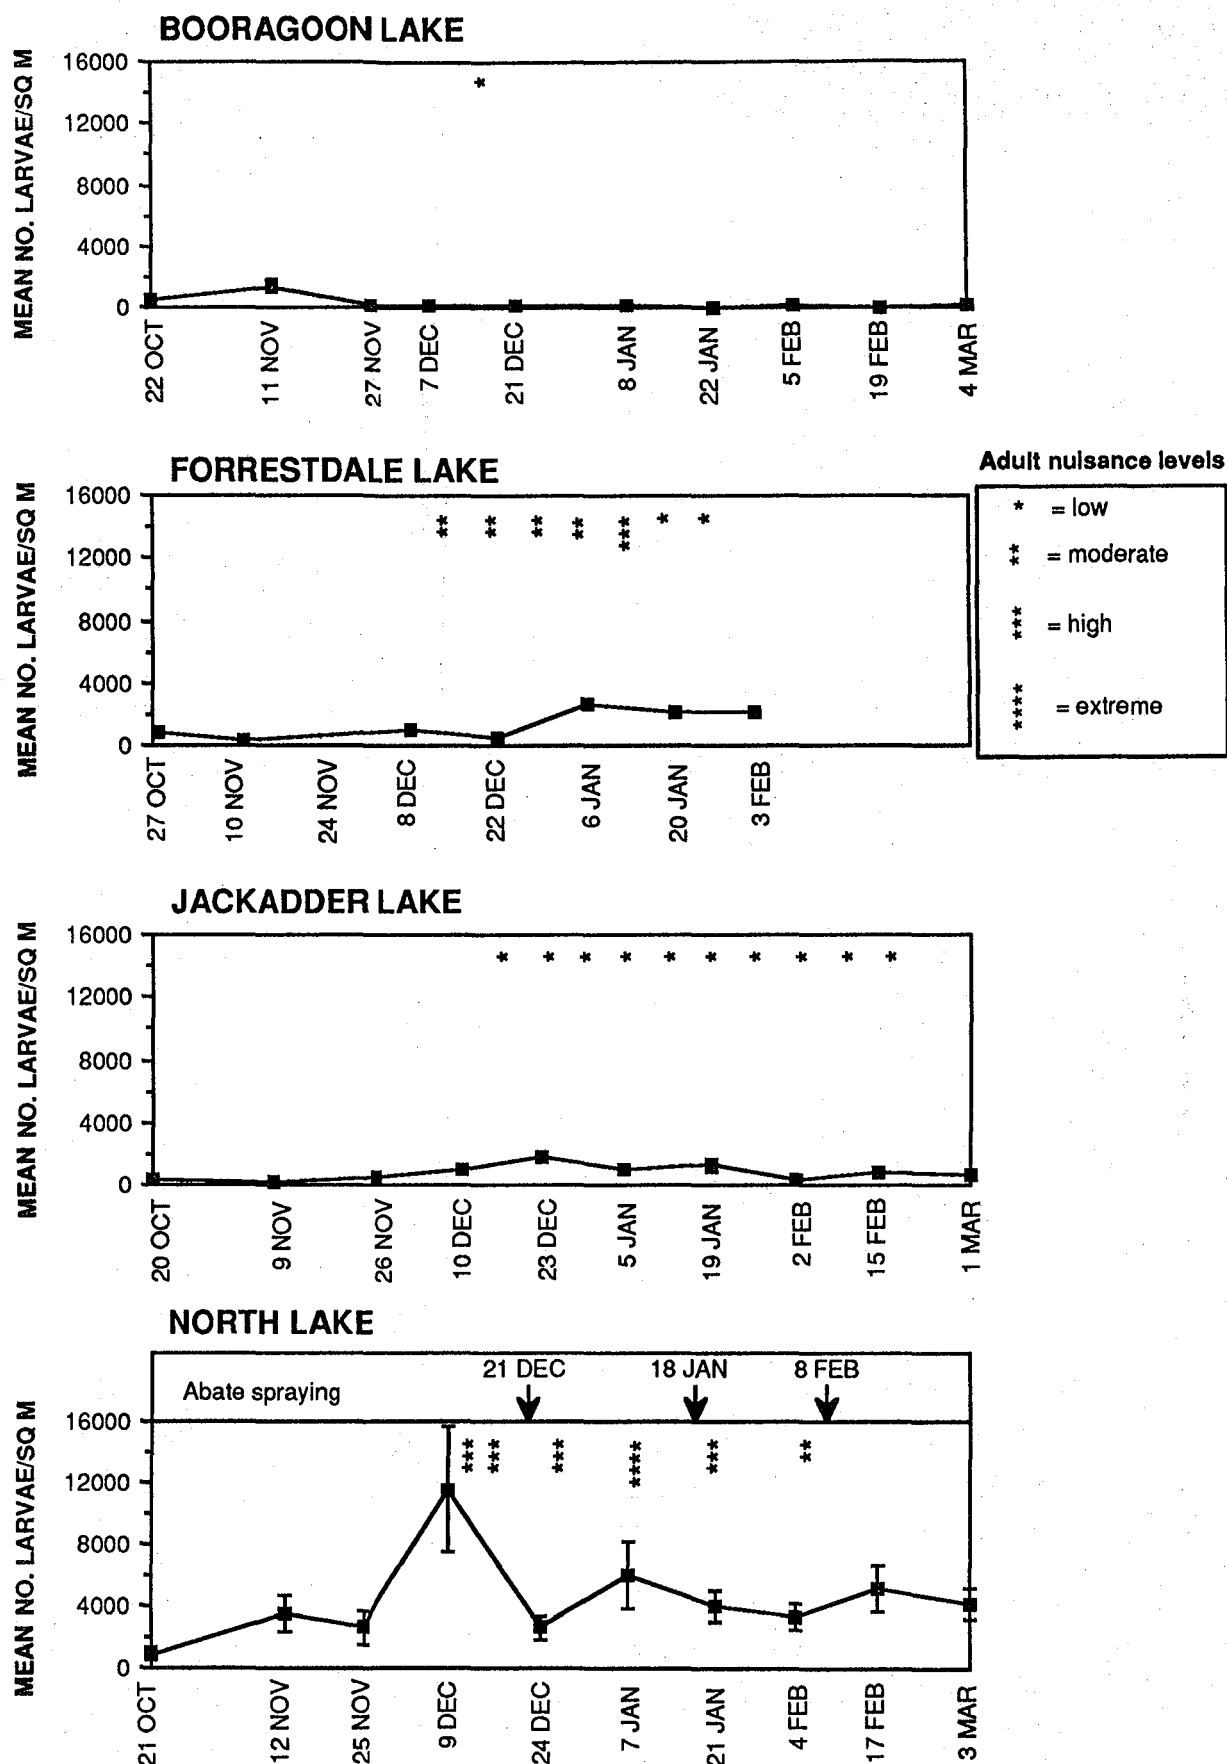 BOORAGOON LAKE
MEAN NO. LARVAE/SQ M
16000
12000
8000
4000
0
*
22 OCT
11 NOV
27 NOV
7 DEC
21 DEC
8 JAN
22 JAN
5 FEB
19 FEB
4 MAR
FORRESTDALE LAKE
MEAN NO. LARVAE/SQ M
16000
12000
8000
4000
0
** ** ** ** *** * *
27 OCT
10 NOV
24 NOV
8 DEC
22 DEC
6 JAN
20 JAN
3 FEB
Adult nuisance levels
* = low
** = moderate
*** = high
**** = extreme
JACKADDER LAKE
MEAN NO. LARVAE/SQ M
16000
12000
8000
4000
0
* * * * * * * * * *
20 OCT
9 NOV
26 NOV
10 DEC
23 DEC
5 JAN
19 JAN
2 FEB
15 FEB
1 MAR
NORTH LAKE
Abate spraying
21 DEC
18 JAN
8 FEB
MEAN NO. LARVAE/SQ M
16000
12000
8000
4000
0
*** *** *** **** *** **
21 OCT
12 NOV
25 NOV
9 DEC
24 DEC
7 JAN
21 JAN
4 FEB
17 FEB
3 MAR